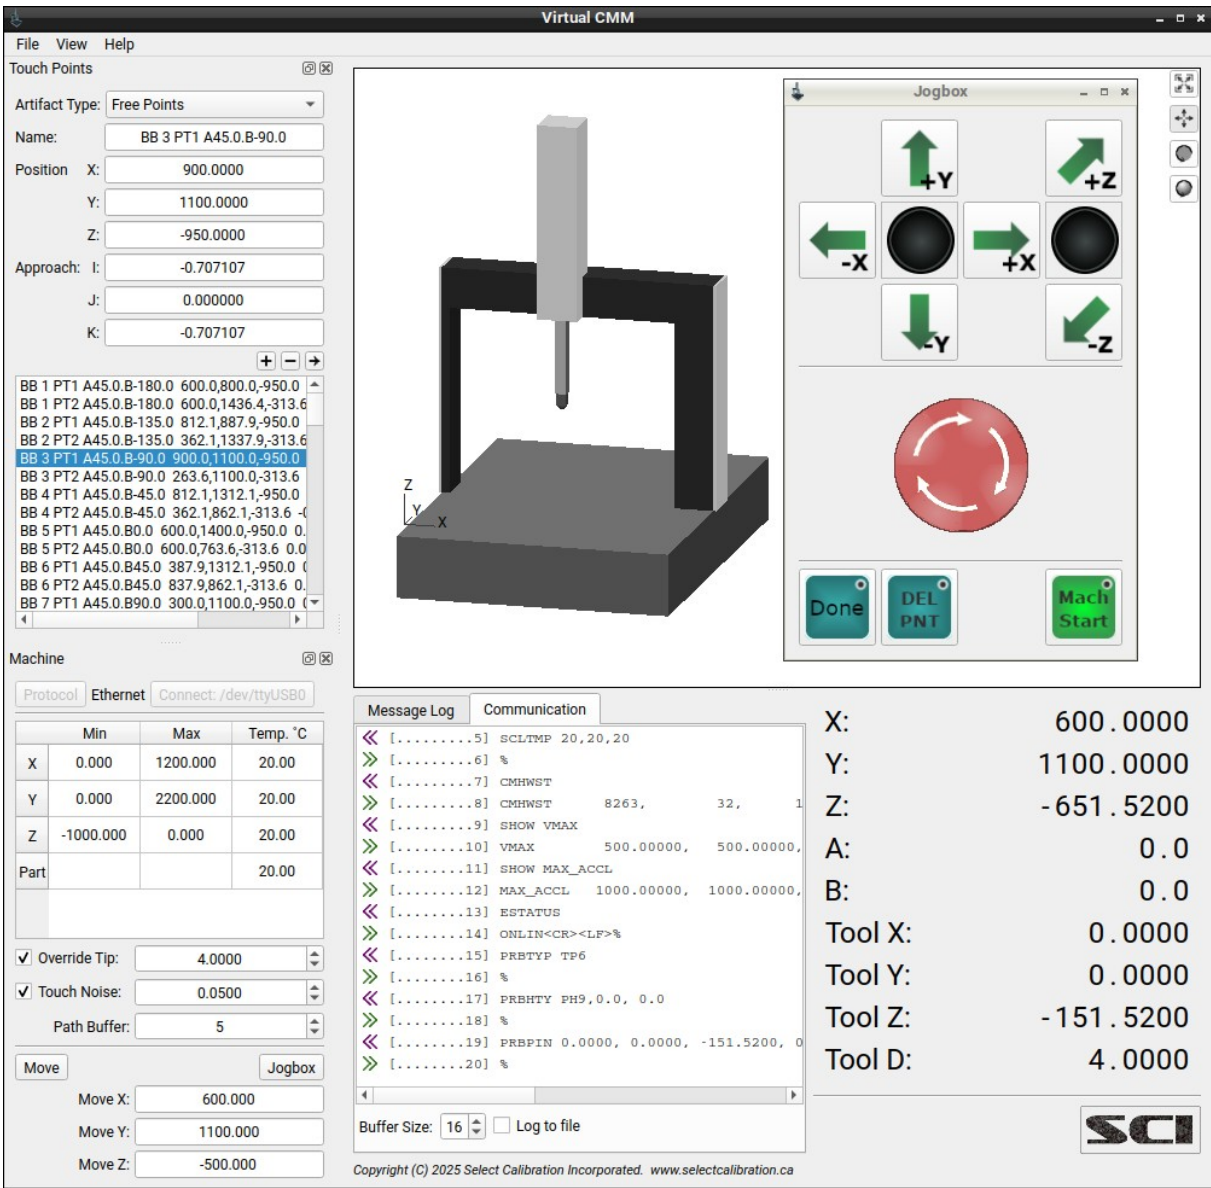 Virtual CMM
File View Help
Touch Points
Artifact Type: Free Points
Name: BB 3 PT1 A45.0.B-90.0
Position X: 900.0000
Y: 1100.0000
Z: -950.0000
Approach: I: -0.707107
J: 0.000000
K: -0.707107
BB 1 PT1 A45.0.B-180.0 600.0,800.0,-950.0
BB 1 PT2 A45.0.B-180.0 600.0,1436.4,-313.6
BB 2 PT1 A45.0.B-135.0 812.1,887.9,-950.0
BB 2 PT2 A45.0.B-135.0 362.1,1337.9,-313.6
BB 3 PT1 A45.0.B-90.0 900.0,1100.0,-950.0
BB 3 PT2 A45.0.B-90.0 263.6,1100.0,-313.6
BB 4 PT1 A45.0.B-45.0 812.1,1312.1,-950.0
BB 4 PT2 A45.0.B-45.0 362.1,862.1,-313.6 -(
BB 5 PT1 A45.0.B0.0 600.0,1400.0,-950.0 0.
BB 5 PT2 A45.0.B0.0 600.0,763.6,-313.6 0.0
BB 6 PT1 A45.0.B45.0 387.9,1312.1,-950.0
BB 6 PT2 A45.0.B45.0 837.9,862.1,-313.6 0.
BB 7 PT1 A45.0.B90.0 300.0,1100.0,-950.0
Z
Y
X
Jogbox
+Y
+Z
-X
+X
-Y
-Z
Done
DEL PNT
Mach Start
Machine
Protocol Ethernet Connect: /dev/ttyUSB0
Min Max Temp. °C
X 0.000 1200.000 20.00
Y 0.000 2200.000 20.00
Z -1000.000 0.000 20.00
Part 20.00
Override Tip: 4.0000
Touch Noise: 0.0500
Path Buffer: 5
Move Jogbox
Move X: 600.000
Move Y: 1100.000
Move Z: -500.000
Message Log Communication
[.........5] SCLTMP 20,20,20
[.........6] %
[.........7] CMHWST
[.........8] CMHWST 8263, 32, 1
[.........9] SHOW VMAX
[........10] VMAX 500.00000, 500.00000,
[........11] SHOW MAX_ACCL
[........12] MAX_ACCL 1000.00000, 1000.00000,
[........13] ESTATUS
[........14] ONLIN<CR><LF>%
[........15] PRBTYP TP6
[........16] %
[........17] PRBHTY PH9,0.0, 0.0
[........18] %
[........19] PRBPIN 0.0000, 0.0000, -151.5200, 0
[........20] %
Buffer Size: 16 Log to file
Copyright (C) 2025 Select Calibration Incorporated. www.selectcalibration.ca
X: 600.0000
Y: 1100.0000
Z: -651.5200
A: 0.0
B: 0.0
Tool X: 0.0000
Tool Y: 0.0000
Tool Z: -151.5200
Tool D: 4.0000
SCI